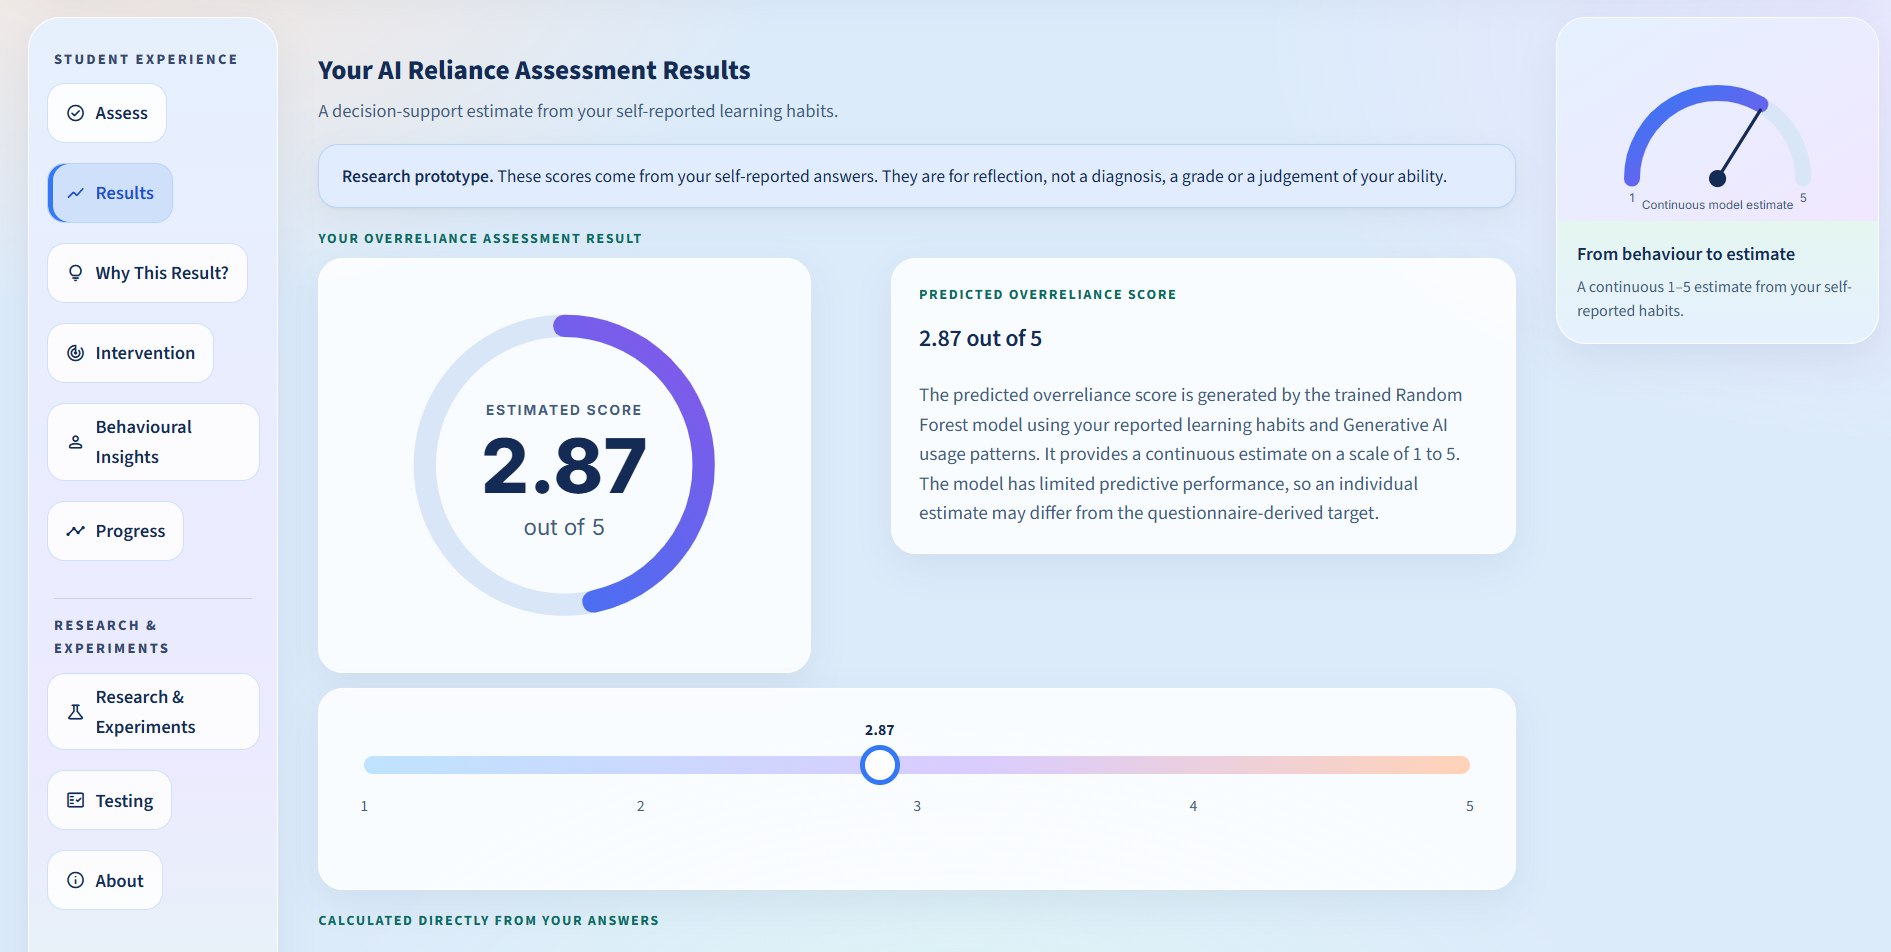 STUDENT EXPERIENCE
Assess
Results
Why This Result?
Intervention
Behavioural
Insights
Progress
RESEARCH &
EXPERIMENTS
Research &
Experiments
Testing
About
Your AI Reliance Assessment Results
A decision-support estimate from your self-reported learning habits.
Research prototype. These scores come from your self-reported answers. They are for reflection, not a diagnosis, a grade or a judgement of your ability.
YOUR OVERRELIANCE ASSESSMENT RESULT
ESTIMATED SCORE
2.87
out of 5
PREDICTED OVERRELIANCE SCORE
2.87 out of 5
The predicted overreliance score is generated by the trained Random
Forest model using your reported learning habits and Generative AI
usage patterns. It provides a continuous estimate on a scale of 1 to 5.
The model has limited predictive performance, so an individual
estimate may differ from the questionnaire-derived target.
2.87
1 2 3 4 5
CALCULATED DIRECTLY FROM YOUR ANSWERS
1 5
Continuous model estimate
From behaviour to estimate
A continuous 1–5 estimate from your self-
reported habits.